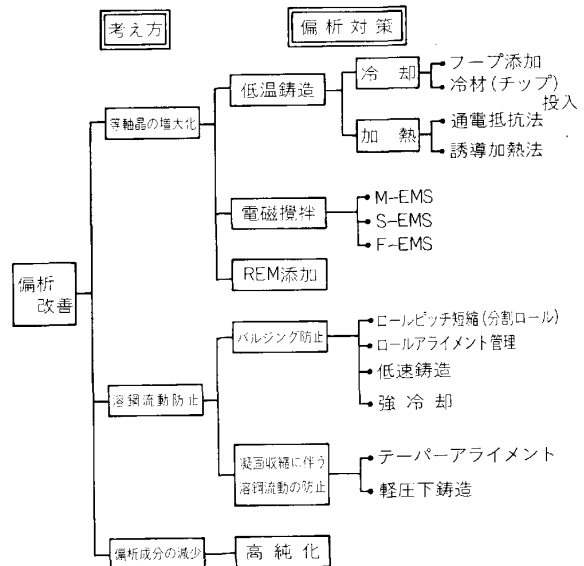 考え方
偏析対策
低温鋳造
冷却
フープ添加
冷材(チップ)
投入
等軸晶の増大化
加熱
通電抵抗法
誘導加熱法
電磁攪拌
M-EMS
S-EMS
F-EMS
REM添加
偏析
改善
バルジング防止
ロールピッチ短縮(分割ロール)
ロールアライメント管理
低速鋳造
強冷却
溶鋼流動防止
凝固収縮に伴う
溶鋼流動の防止
テーパーアライメント
軽圧下鋳造
偏析成分の減少
高純化